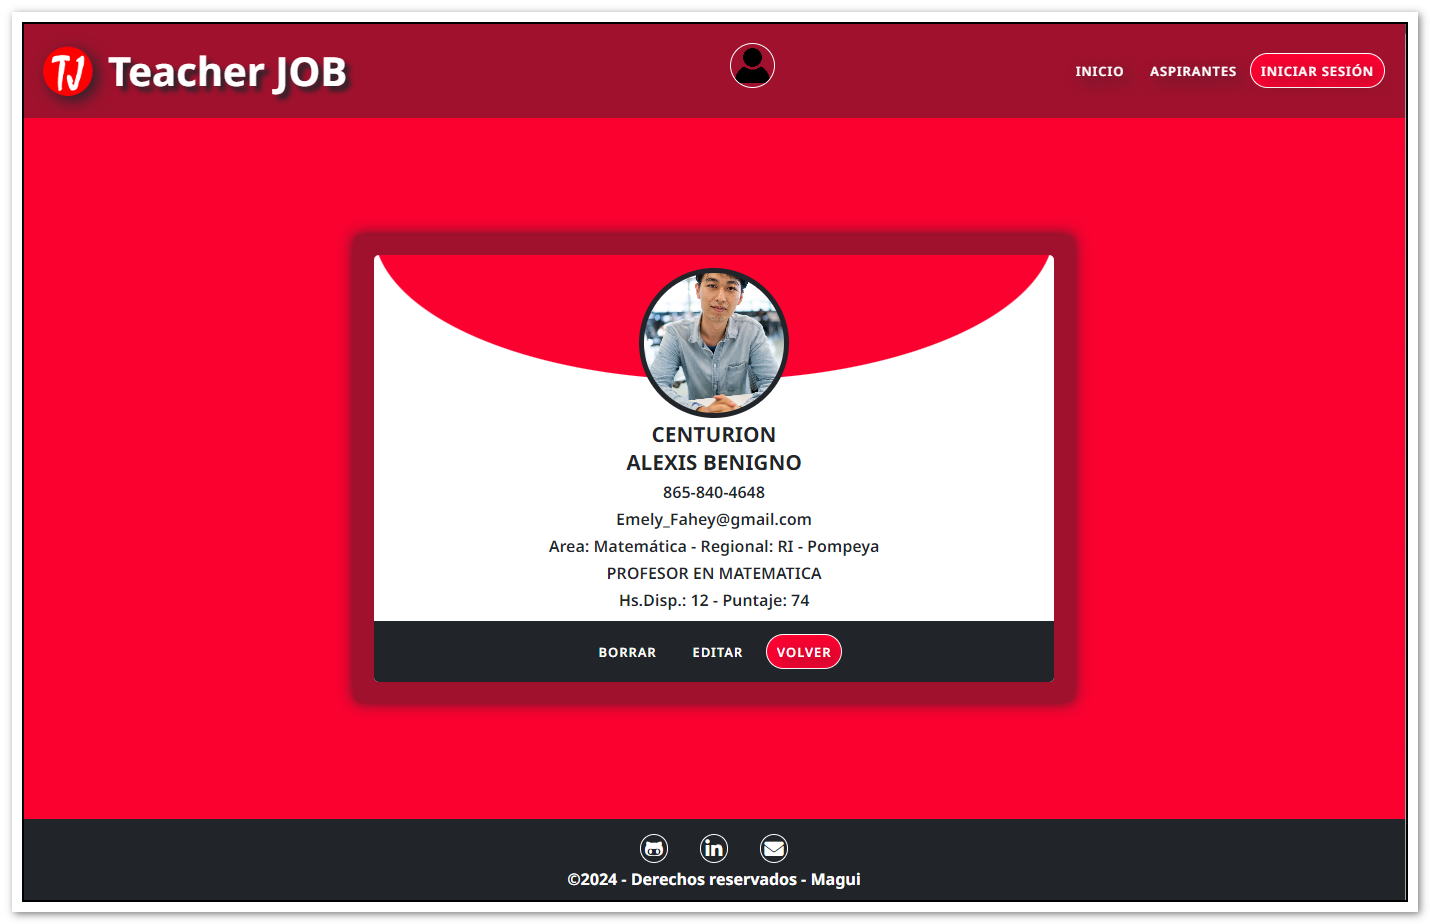 TJ Teacher JOB
INICIO ASPIRANTES INICIAR SESIÓN
CENTURION
ALEXIS BENIGNO
865-840-4648
Emely_Fahey@gmail.com
Area: Matemática - Regional: RI - Pompeya
PROFESOR EN MATEMATICA
Hs.Disp.: 12 - Puntaje: 74
BORRAR EDITAR VOLVER
in
©2024 - Derechos reservados - Magui